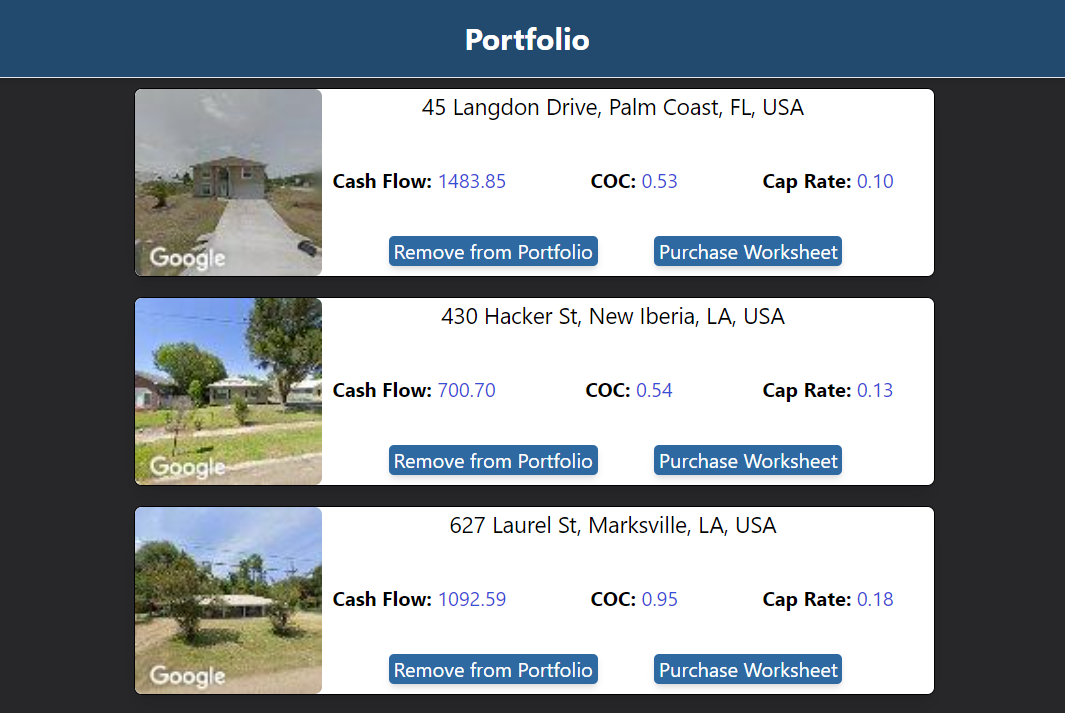 Portfolio
45 Langdon Drive, Palm Coast, FL, USA
Cash Flow: 1483.85 COC: 0.53 Cap Rate: 0.10
Google
Remove from Portfolio Purchase Worksheet
430 Hacker St, New Iberia, LA, USA
Cash Flow: 700.70 COC: 0.54 Cap Rate: 0.13
Google
Remove from Portfolio Purchase Worksheet
627 Laurel St, Marksville, LA, USA
Cash Flow: 1092.59 COC: 0.95 Cap Rate: 0.18
Google
Remove from Portfolio Purchase Worksheet